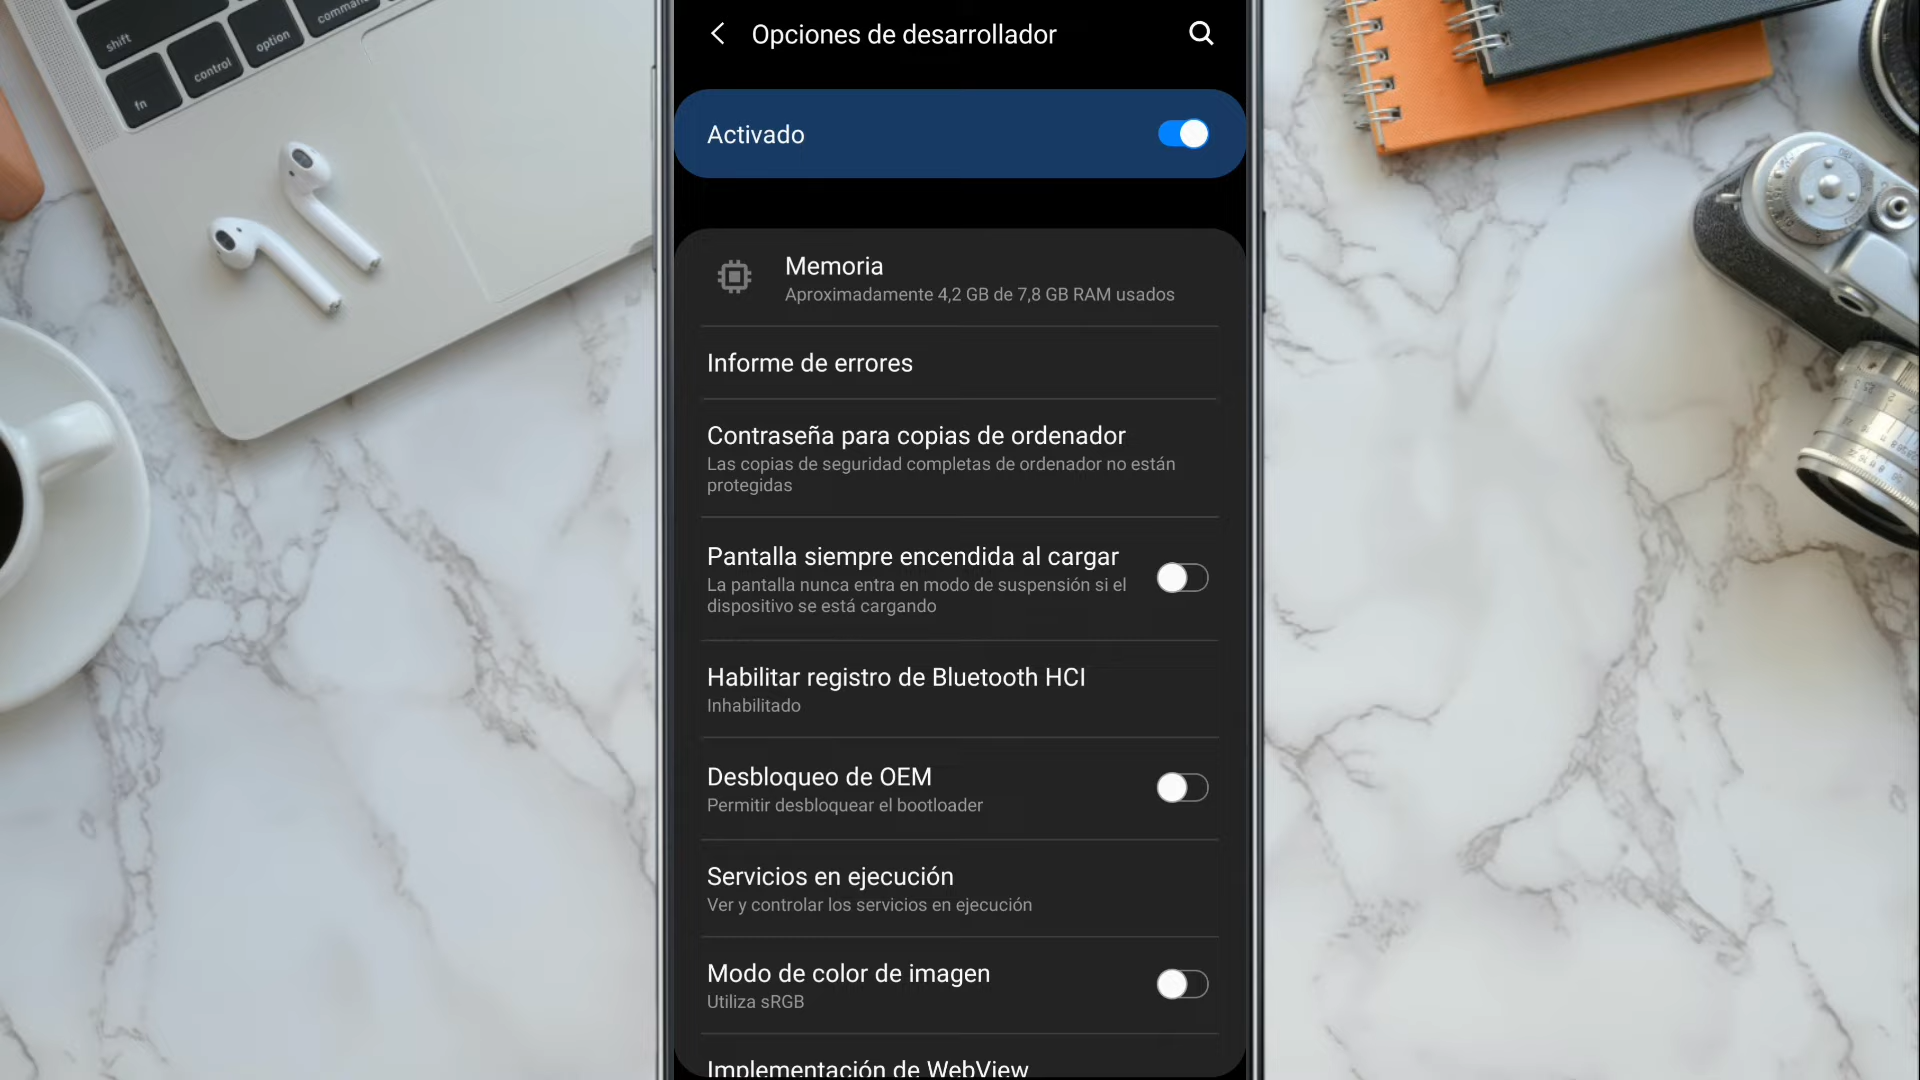 shift
command
option
control
fn
Opciones de desarrollador
Activado
Memoria
Aproximadamente 4,2 GB de 7,8 GB RAM usados
Informe de errores
Contraseña para copias de ordenador
Las copias de seguridad completas de ordenador no están
protegidas
Pantalla siempre encendida al cargar
La pantalla nunca entra en modo de suspensión si el
dispositivo se está cargando
Habilitar registro de Bluetooth HCI
Inhabilitado
Desbloqueo de OEM
Permitir desbloquear el bootloader
Servicios en ejecución
Ver y controlar los servicios en ejecución
Modo de color de imagen
Utiliza sRGB
Implementación de WebView